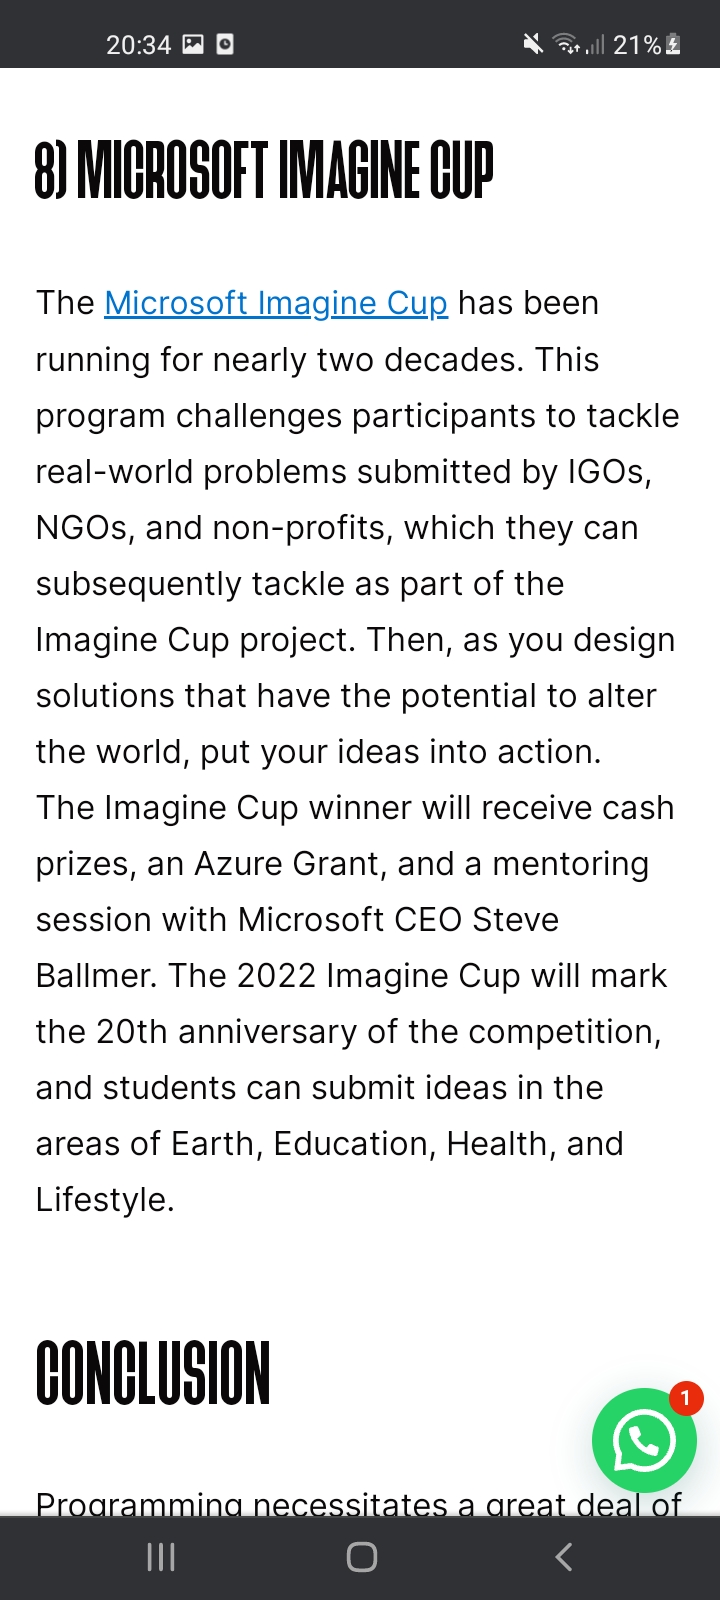 20:34
21%
8) MICROSOFT IMAGINE CUP
The Microsoft Imagine Cup has been
running for nearly two decades. This
program challenges participants to tackle
real-world problems submitted by IGOs,
NGOs, and non-profits, which they can
subsequently tackle as part of the
Imagine Cup project. Then, as you design
solutions that have the potential to alter
the world, put your ideas into action.
The Imagine Cup winner will receive cash
prizes, an Azure Grant, and a mentoring
session with Microsoft CEO Steve
Ballmer. The 2022 Imagine Cup will mark
the 20th anniversary of the competition,
and students can submit ideas in the
areas of Earth, Education, Health, and
Lifestyle.
CONCLUSION
1
Programming necessitates a great deal of